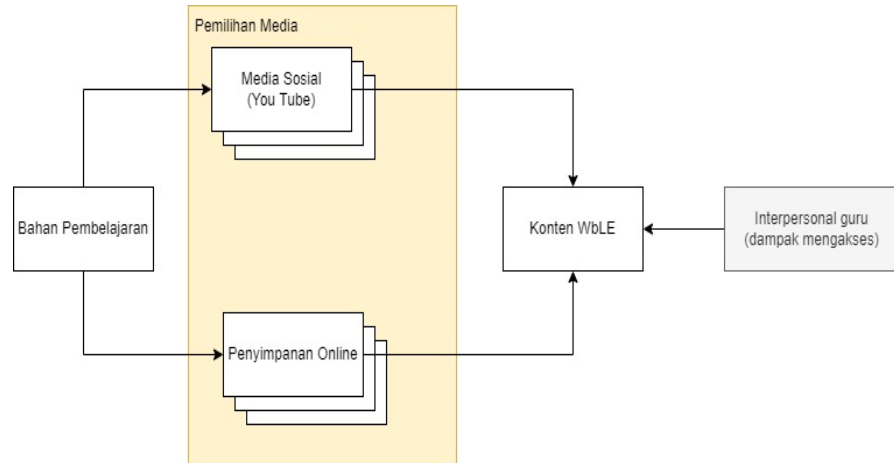 Pemilihan Media
Media Sosial
(You Tube)
Bahan Pembelajaran
Konten WbLE
Interpersonal guru
(dampak mengakses)
Penyimpanan Online